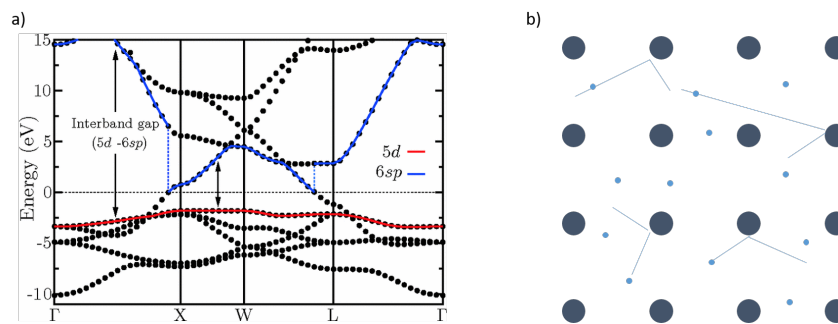 a)
b)
Energy (eV)
15
10
5
0
-5
-10
Interband gap
(5d -6sp)
5d
6sp
Γ
X
W
L
Γ